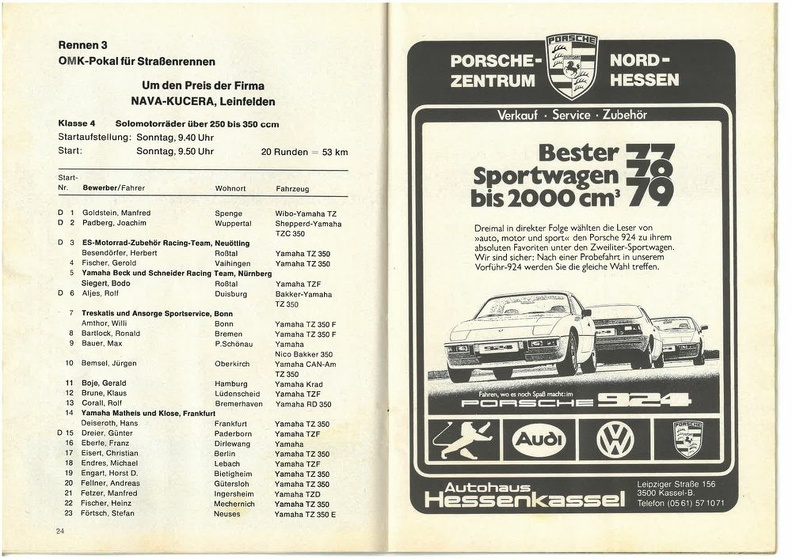 Rennen 3
OMK-Pokal für Straßenrennen
Um den Preis der Firma
NAVA-KUCERA, Leinfelden
Klasse 4 Solomotorräder über 250 bis 350 ccm
Startaufstellung: Sonntag, 9.40 Uhr
Start: Sonntag, 9.50 Uhr 20 Runden = 53 km
Start-
Nr. Bewerber/Fahrer Wohnort Fahrzeug
D 1 Goldstein, Manfred Spenge Wibo-Yamaha TZ
D 2 Padberg, Joachim Wuppertal Shepperd-Yamaha
TZC 350
D 3 ES-Motorrad-Zubehör Racing-Team, Neuötting
Besendörfer, Herbert Roßtal Yamaha TZ 350
4 Fischer, Gerold Vaihingen Yamaha TZ 350
5 Yamaha Beck und Schneider Racing Team, Nürnberg
Siegert, Bodo Roßtal Yamaha TZF
D 6 Aljes, Rolf Duisburg Bakker-Yamaha
TZ 350
7 Treskatis und Ansorge Sportservice, Bonn
Amthor, Willi Bonn Yamaha TZ 350 F
8 Bartlock, Ronald Bremen Yamaha TZ 350 F
9 Bauer, Max P.Schönau Yamaha
Nico Bakker 350
10 Bemsel, Jürgen Oberkirch Yamaha CAN-Am
TZ 350
11 Boje, Gerald Hamburg Yamaha Krad
12 Brune, Klaus Lüdenscheid Yamaha TZF
13 Corall, Rolf Bremerhaven Yamaha RD 350
14 Yamaha Matheis und Klose, Frankfurt
Deiseroth, Hans Frankfurt Yamaha TZ 350
D 15 Dreier, Günter Paderborn Yamaha TZF
16 Eberle, Franz Dirlewang Yamaha
17 Eisert, Christian Berlin Yamaha TZ 350
18 Endres, Michael Lebach Yamaha TZF
19 Engart, Horst D. Bietigheim Yamaha TZ 350
20 Fellner, Andreas Gütersloh Yamaha TZ 350
21 Fetzer, Manfred Ingersheim Yamaha TZD
22 Fischer, Heinz Mechernich Yamaha TZ 350
23 Förtsch, Stefan Neuses Yamaha TZ 350 E
24
PORSCHE
PORSCHE- NORD-
ZENTRUM HESSEN
Verkauf · Service · Zubehör
Bester 77
Sportwagen 78
bis 2000 cm³ 79
Dreimal in direkter Folge wählten die Leser von
»auto, motor und sport« den Porsche 924 zu ihrem
absoluten Favoriten unter den Zweiliter-Sportwagen.
Wir sind sicher: Nach einer Probefahrt in unserem
Vorführ-924 werden Sie die gleiche Wahl treffen.
Fahren, wo es noch Spaß macht: im
PORSCHE 924
Audi
Autohaus
Hessenkassel
Leipziger Straße 156
3500 Kassel-B.
Telefon (05 61) 5 71 0 71